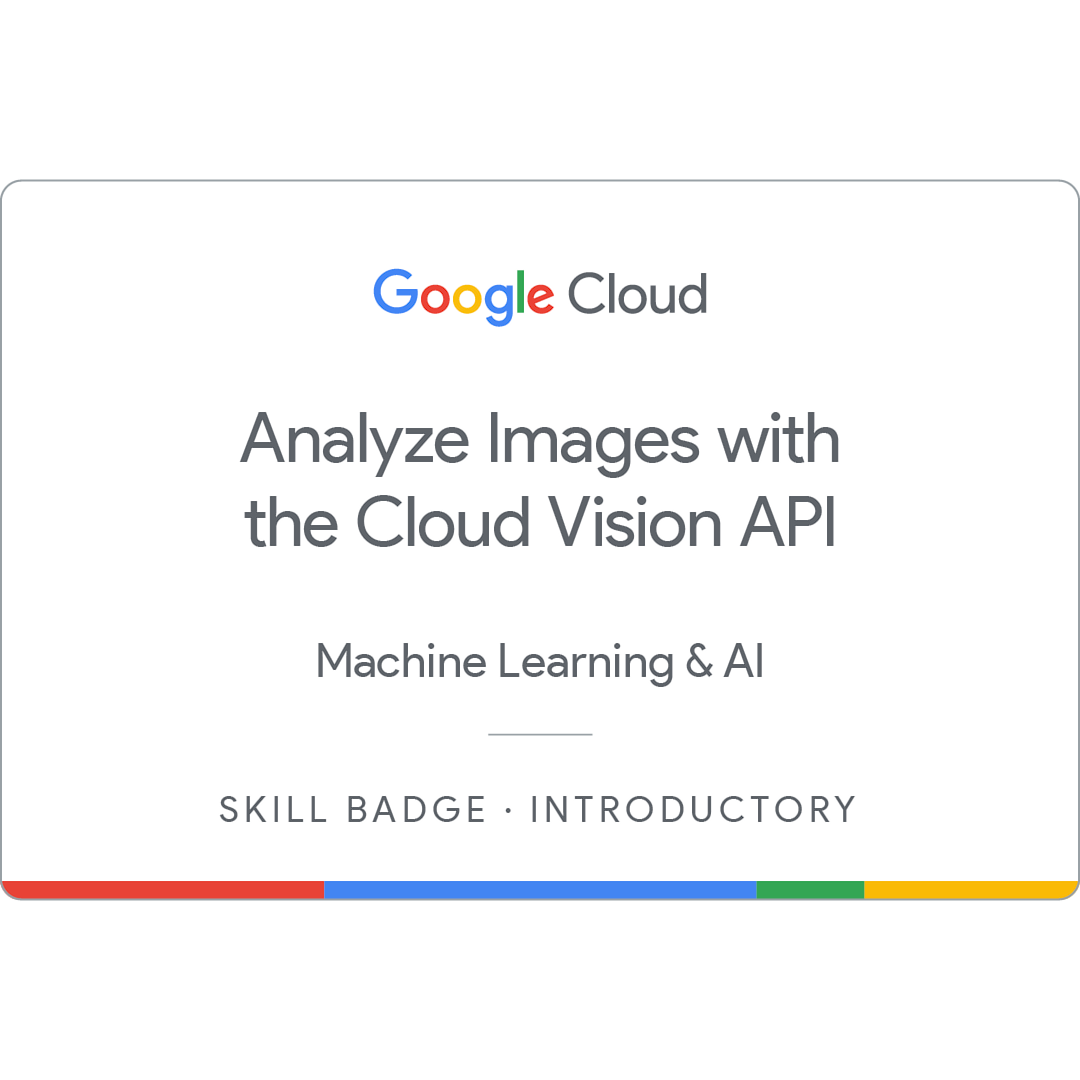 Google Cloud
Analyze Images with
the Cloud Vision API
Machine Learning & AI
SKILL BADGE · INTRODUCTORY